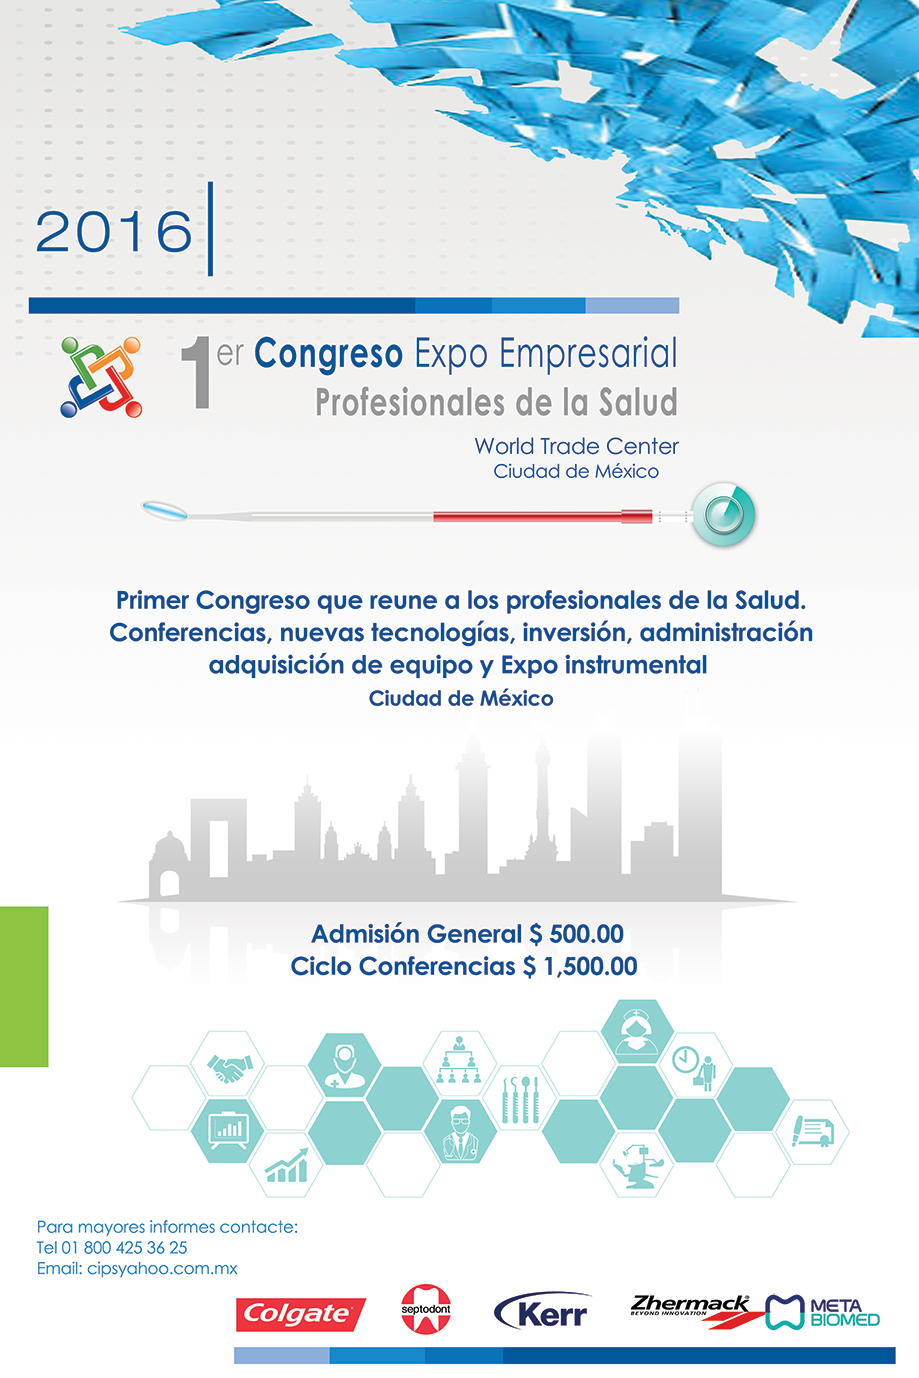 2016
1er Congreso Expo Empresarial
Profesionales de la Salud
World Trade Center
Ciudad de México
Primer Congreso que reune a los profesionales de la Salud.
Conferencias, nuevas tecnologías, inversión, administración
adquisición de equipo y Expo instrumental
Ciudad de México
Admisión General $ 500.00
Ciclo Conferencias $ 1,500.00
Para mayores informes contacte:
Tel 01 800 425 36 25
Email: cipsyahoo.com.mx
Colgate
septodont
Kerr
Zhermack
BEYOND INNOVATION
META
BIOMED